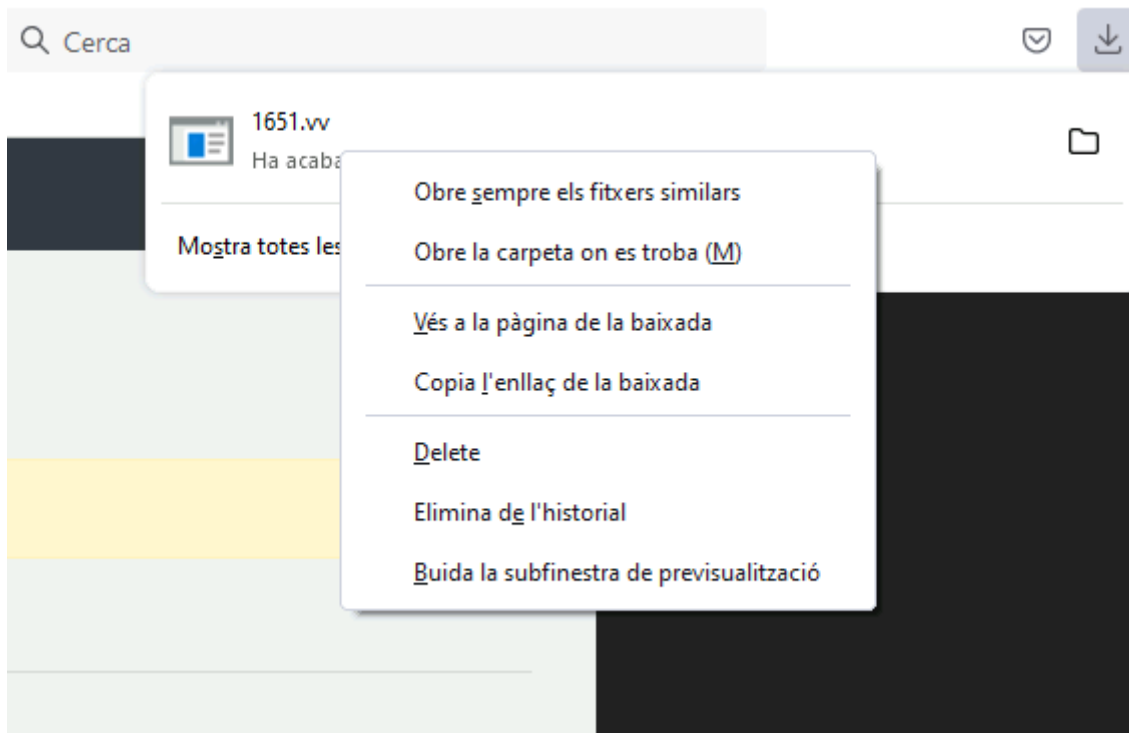 Cerca
1651.vv
Ha acaba
Mostra totes les
Obre sempre els fitxers similars
Obre la carpeta on es troba (M)
Vés a la pàgina de la baixada
Copia l'enllaç de la baixada
Delete
Elimina de l'historial
Buida la subfinestra de previsualització